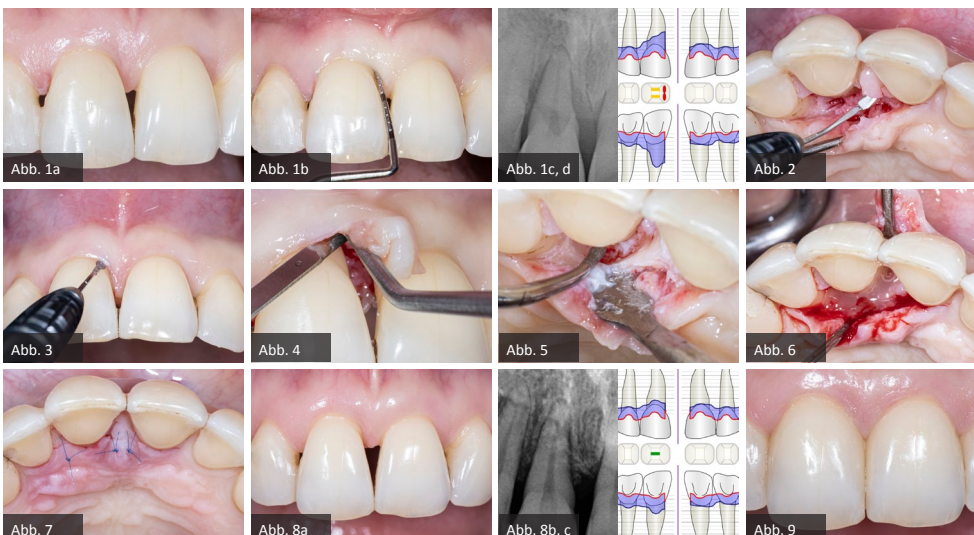 Abb. 1a
Abb. 1b
Abb. 1c, d
Abb. 2
Abb. 3
Abb. 4
Abb. 5
Abb. 6
Abb. 7
Abb. 8a
Abb. 8b, c
Abb. 9